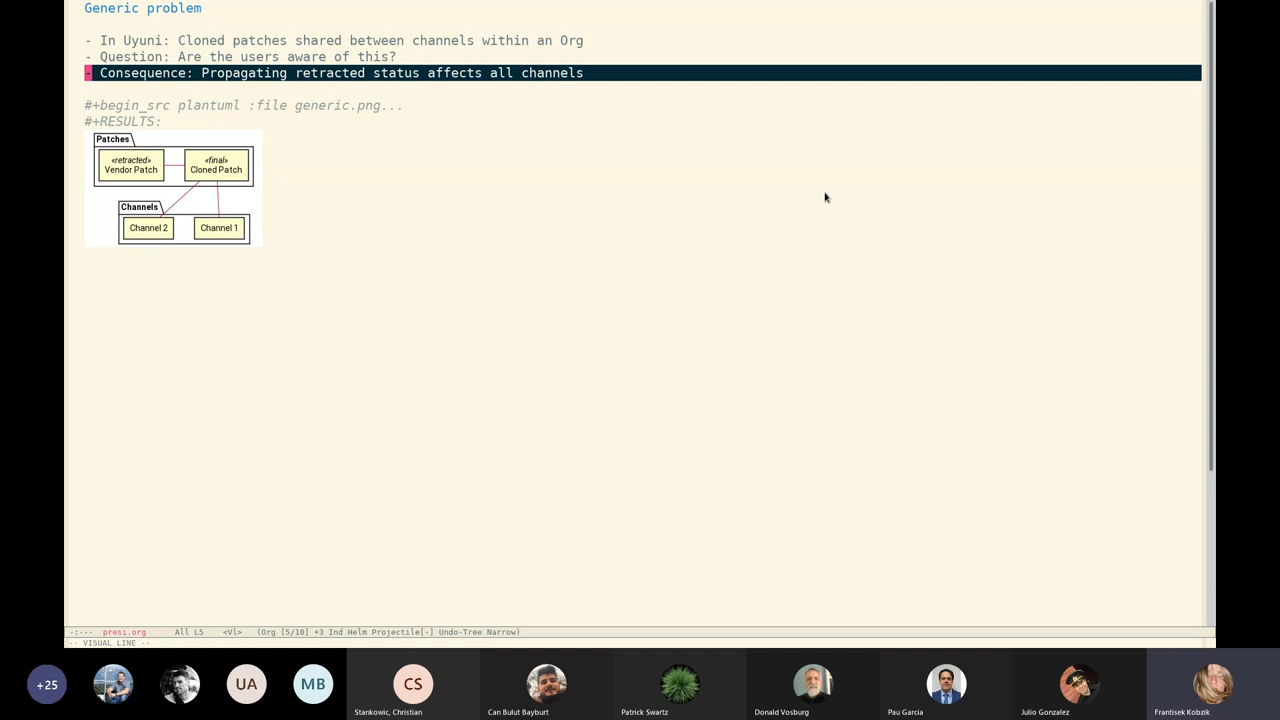 Generic problem
- In Uyuni: Cloned patches shared between channels within an Org
- Question: Are the users aware of this?
- Consequence: Propagating retracted status affects all channels
#+begin_src plantuml :file generic.png...
#+RESULTS:
Patches
«retracted»
Vendor Patch
«final»
Cloned Patch
Channels
Channel 2
Channel 1
-:--- presi.org All L5 <Vl> (Org [5/10] +3 Ind Helm Projectile[-] Undo-Tree Narrow)
-- VISUAL LINE --
+25
UA
MB
CS
Stankowic, Christian
Can Bulut Bayburt
Patrick Swartz
Donald Vosburg
Pau Garcia
Julio Gonzalez
Frantisek Kobzik